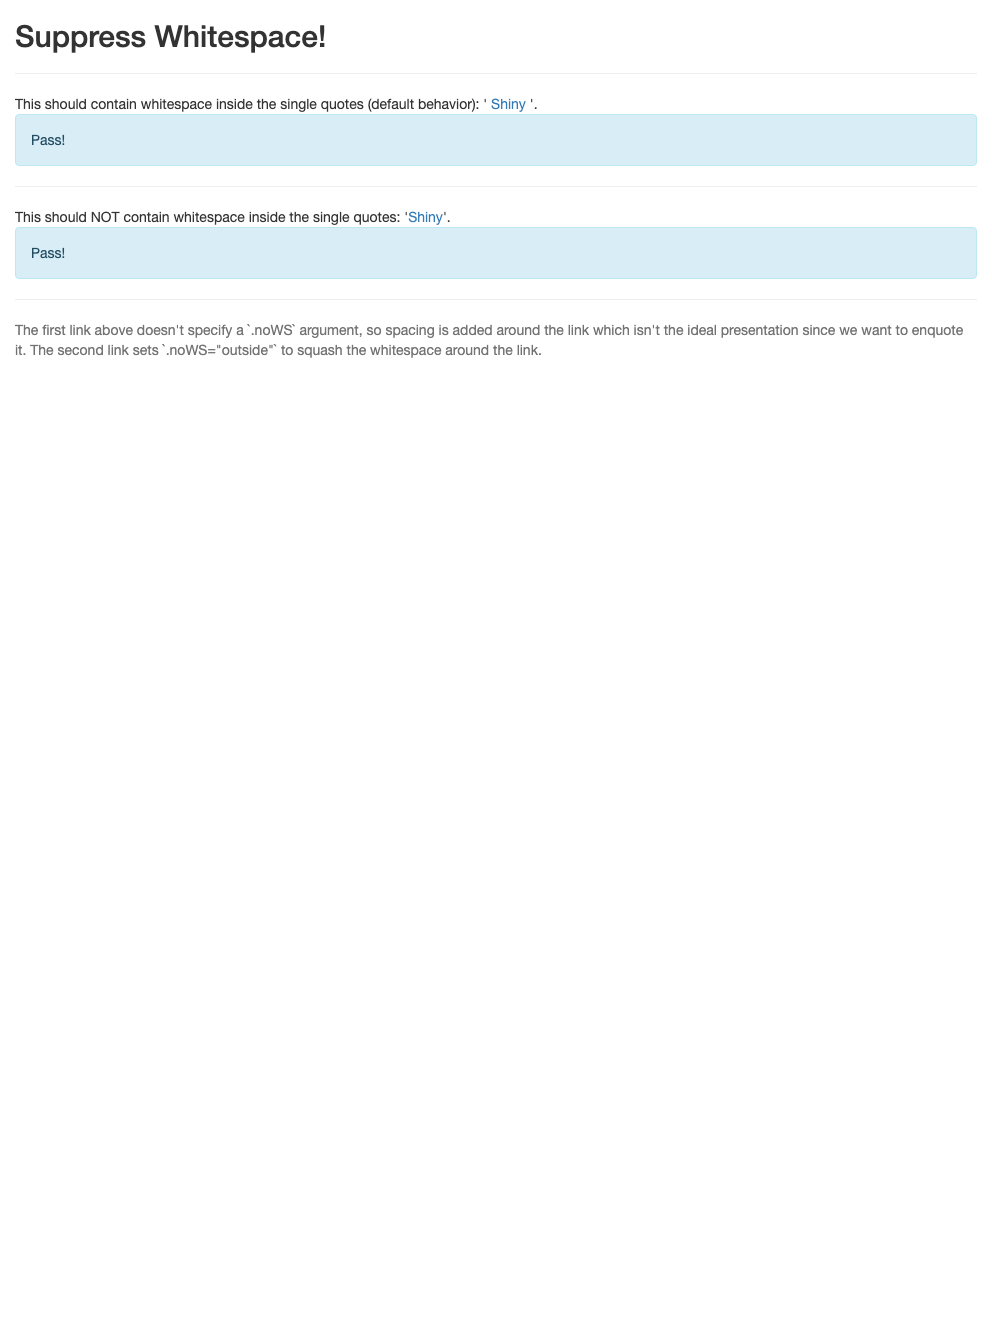 Suppress Whitespace!
This should contain whitespace inside the single quotes (default behavior): ' Shiny '.
Pass!
This should NOT contain whitespace inside the single quotes: 'Shiny'.
Pass!
The first link above doesn't specify a `.noWS` argument, so spacing is added around the link which isn't the ideal presentation since we want to enquote
it. The second link sets `.noWS="outside"` to squash the whitespace around the link.